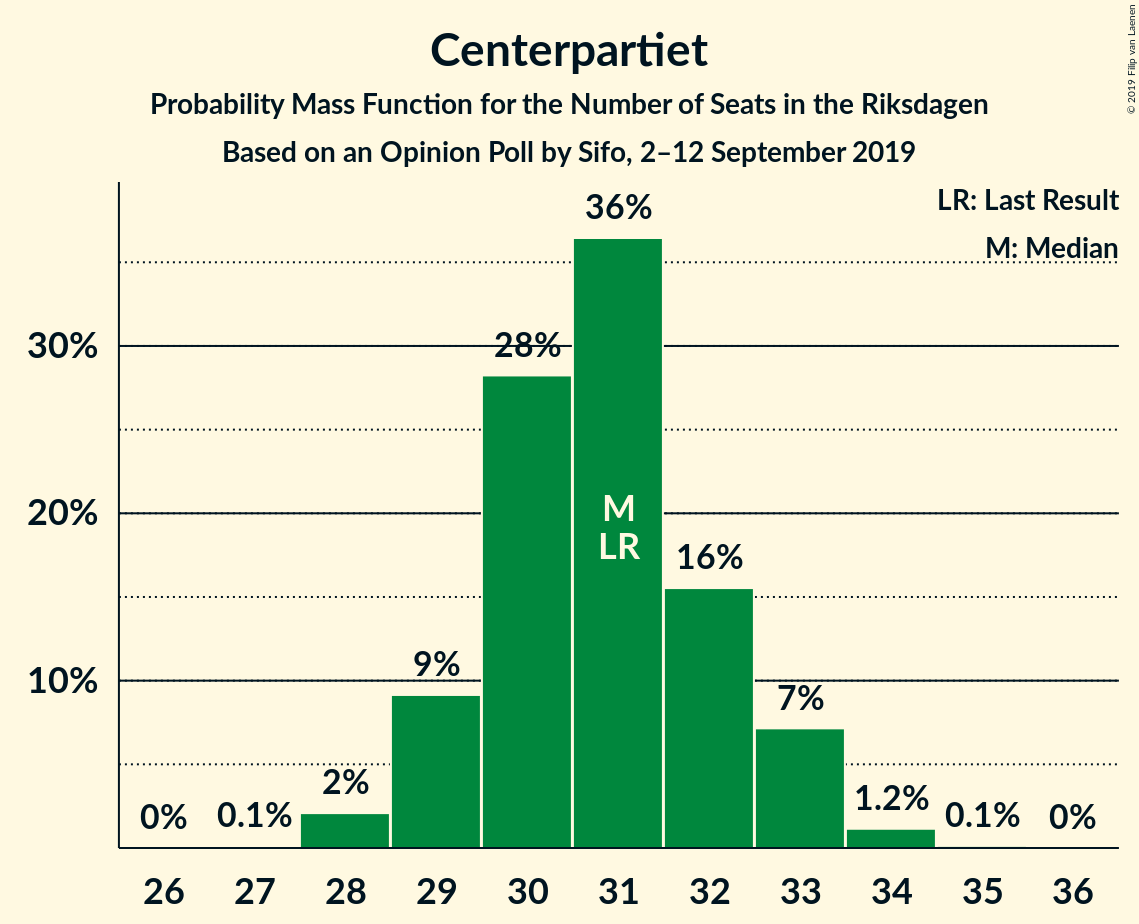 Centerpartiet
Probability Mass Function for the Number of Seats in the Riksdagen
Based on an Opinion Poll by Sifo, 2–12 September 2019
© 2019 Filip van Laenen
LR: Last Result
M: Median
36%
30%
28%
20%
M
LR
16%
10%
9%
7%
2%
1.2%
0%
0.1%
0.1%
0%
26 27 28 29 30 31 32 33 34 35 36